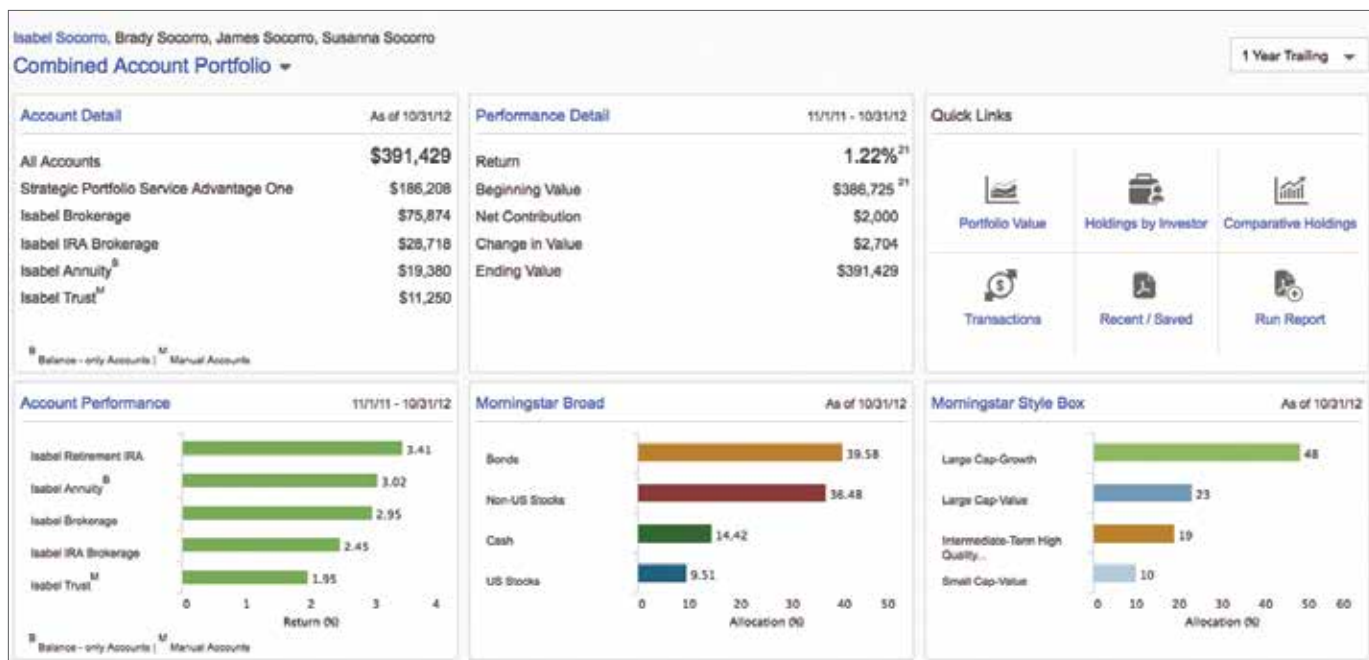 Isabel Socorro, Brady Socorro, James Socorro, Susanna Socorro
Combined Account Portfolio
1 Year Trailing
Account Detail As of 10/31/12
All Accounts $391,429
Strategic Portfolio Service Advantage One $186,208
Isabel Brokerage $75,874
Isabel IRA Brokerage $28,718
Isabel Annuity B $19,380
Isabel Trust M $11,250
B Balance - only Accounts | M Manual Accounts
Performance Detail 11/1/11 - 10/31/12
Return 1.22% 21
Beginning Value $386,725 21
Net Contribution $2,000
Change in Value $2,704
Ending Value $391,429
Quick Links
Portfolio Value Holdings by Investor Comparative Holdings
Transactions Recent / Saved Run Report
Account Performance 11/1/11 - 10/31/12
Isabel Retirement IRA 3.41
Isabel Annuity B 3.02
Isabel Brokerage 2.95
Isabel IRA Brokerage 2.45
Isabel Trust M 1.95
0 1 2 3 4
Return (%)
B Balance - only Accounts | M Manual Accounts
Morningstar Broad As of 10/31/12
Bonds 39.58
Non-US Stocks 36.48
Cash 14.42
US Stocks 9.51
0 10 20 30 40 50
Allocation (%)
Morningstar Style Box As of 10/31/12
Large Cap-Growth 48
Large Cap-Value 23
Intermediate-Term High
Quality... 19
Small Cap-Value 10
0 10 20 30 40 50 60
Allocation (%)